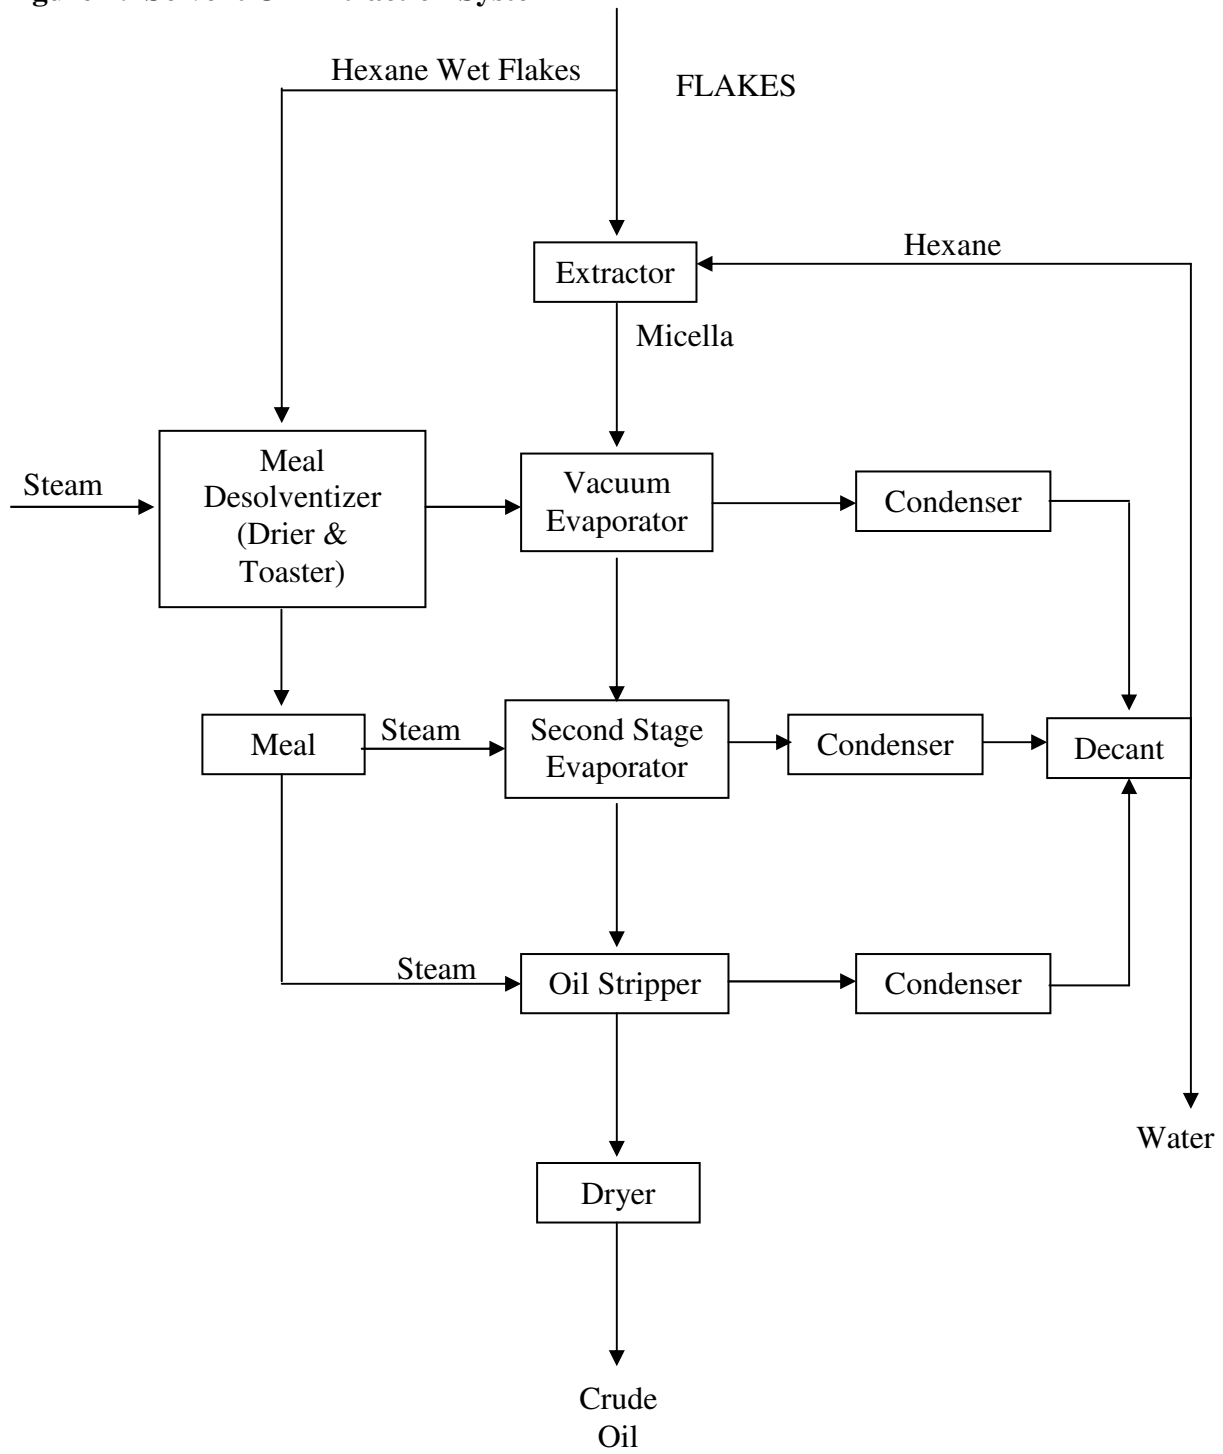 Hexane Wet Flakes
FLAKES
Hexane
Extractor
Micella
Steam
Meal
Desolventizer
(Drier &
Toaster)
Vacuum
Evaporator
Condenser
Meal
Steam
Second Stage
Evaporator
Condenser
Decant
Steam
Oil Stripper
Condenser
Water
Dryer
Crude
Oil